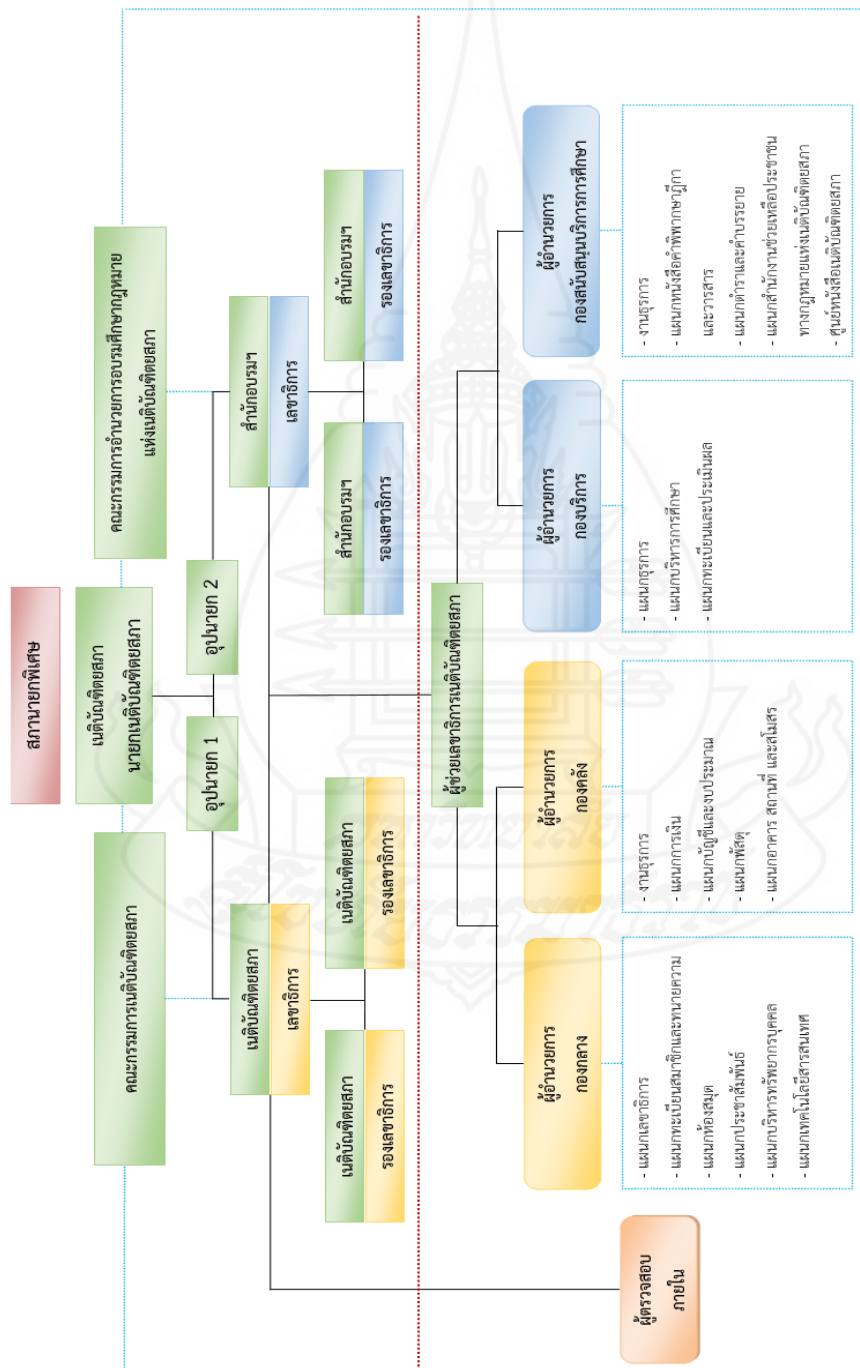 สภานายกพิเศษ
คณะกรรมการเนติบัณฑิตยสภา
เนติบัณฑิตยสภา
นายกเนติบัณฑิตยสภา
คณะกรรมการอำนวยการอบรมศึกษากฎหมาย
แห่งเนติบัณฑิตยสภา
อุปนายก 1
อุปนายก 2
เนติบัณฑิตยสภา
เลขาธิการ
สำนักอบรมฯ
เลขาธิการ
เนติบัณฑิตยสภา
รองเลขาธิการ
เนติบัณฑิตยสภา
รองเลขาธิการ
สำนักอบรมฯ
รองเลขาธิการ
สำนักอบรมฯ
รองเลขาธิการ
ผู้ช่วยเลขาธิการเนติบัณฑิตยสภา
ผู้ตรวจสอบ
ภายใน
ผู้อำนวยการ
กองกลาง
- แผนกเลขาธิการ
- แผนกทะเบียนสมาชิกและทนายความ
- แผนกห้องสมุด
- แผนกประชาสัมพันธ์
- แผนกบริหารทรัพยากรบุคคล
- แผนกเทคโนโลยีสารสนเทศ
ผู้อำนวยการ
กองคลัง
- งานธุรการ
- แผนกการเงิน
- แผนกบัญชีและงบประมาณ
- แผนกพัสดุ
- แผนกอาคาร สถานที่ และสโมสร
ผู้อำนวยการ
กองบริการ
- แผนกธุรการ
- แผนกบริหารการศึกษา
- แผนกทะเบียนและประเมินผล
ผู้อำนวยการ
กองสนับสนุนบริการการศึกษา
- งานธุรการ
- แผนกหนังสือคำพิพากษาฎีกา
และวารสาร
- แผนกตำราและคำบรรยาย
- แผนกสำนักงานช่วยเหลือประชาชน
ทางกฎหมายแห่งเนติบัณฑิตยสภา
- ศูนย์หนังสือเนติบัณฑิตยสภา